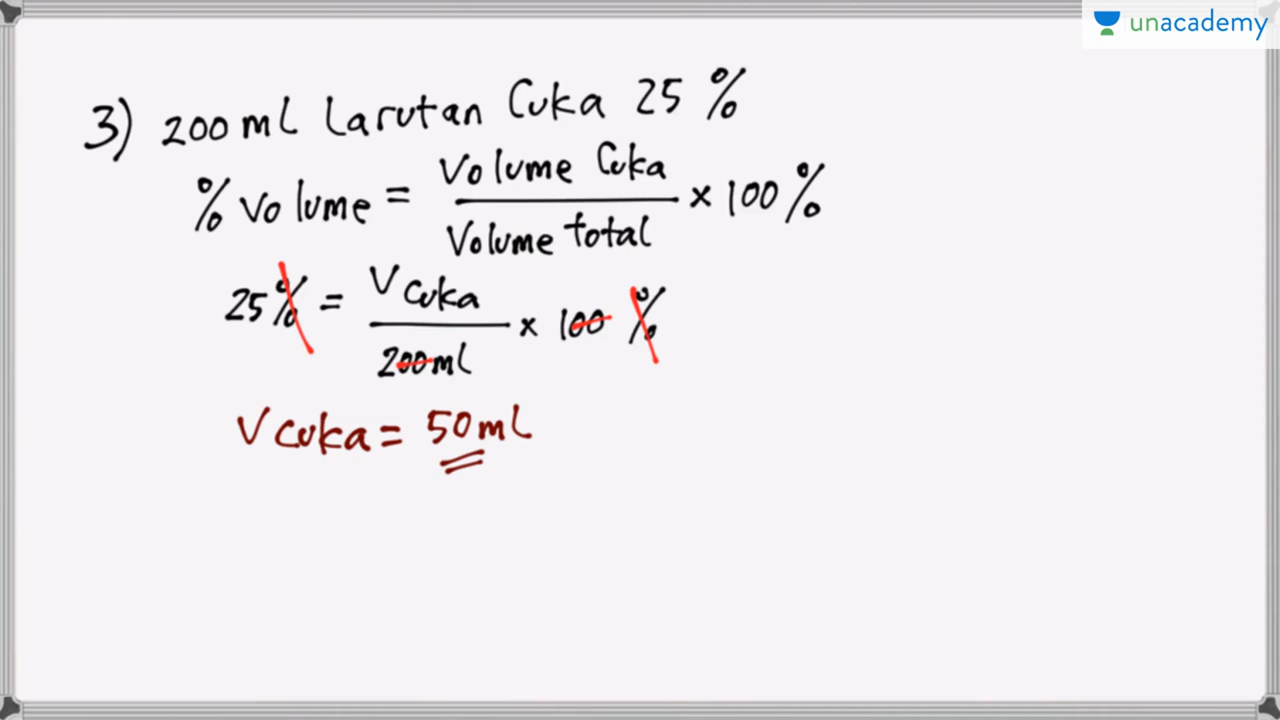 unacademy
3) 200 ml Larutan Cuka 25 %
% Volume = Volume Cuka / Volume total × 100 %
25% = V Cuka / 200 ml × 100 %
V Cuka = 50 ml